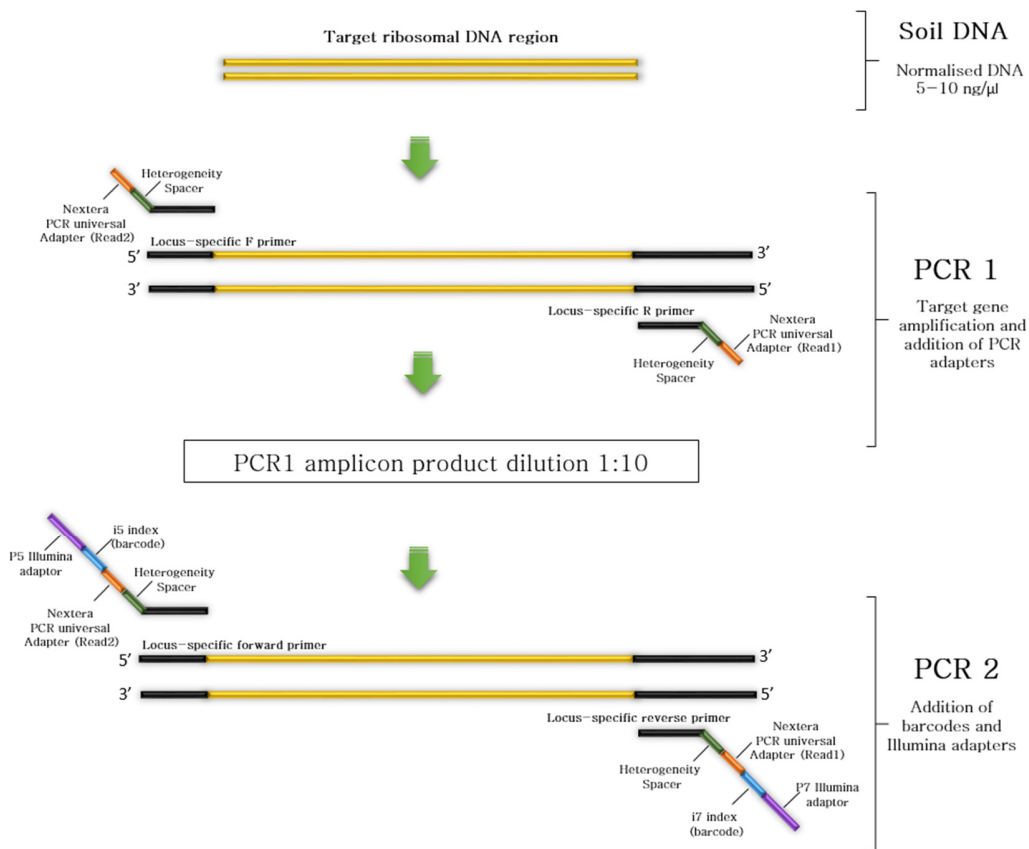 Target ribosomal DNA region
Soil DNA
Normalised DNA
5-10 ng/㎕
Heterogeneity
Spacer
Nextera
PCR universal
Adapter (Read2)
Locus-specific F primer
5′
3′
3′
5′
Locus-specific R primer
Nextera
PCR universal
Adapter (Read1)
Heterogeneity
Spacer
PCR 1
Target gene
amplification and
addition of PCR
adapters
PCR1 amplicon product dilution 1:10
i5 index
(barcode)
P5 Illumina
adaptor
Heterogeneity
Spacer
Nextera
PCR universal
Adapter (Read2)
Locus-specific forward primer
5′
3′
3′
5′
Locus-specific reverse primer
Nextera
PCR universal
Adapter (Read1)
Heterogeneity
Spacer
P7 Illumina
adaptor
i7 index
(barcode)
PCR 2
Addition of
barcodes and
Illumina adapters